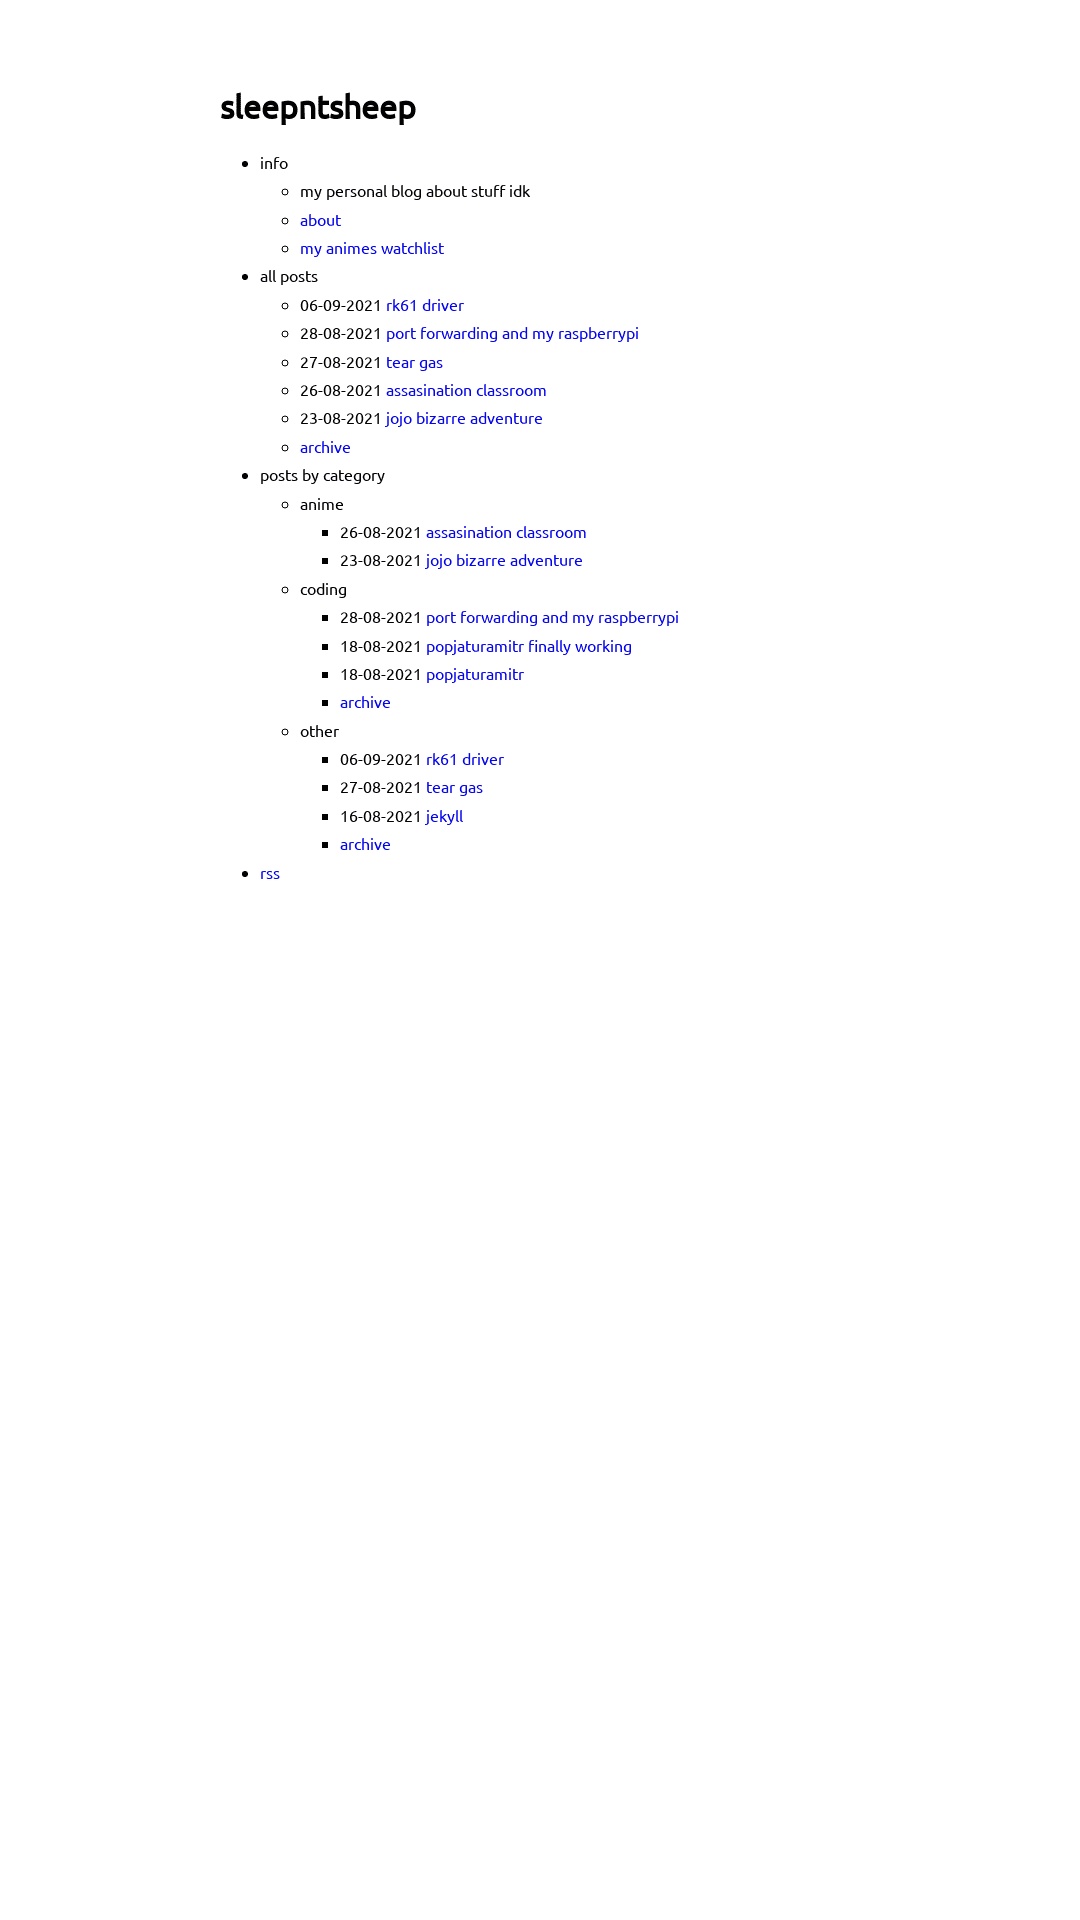 sleepntsheep
info
my personal blog about stuff idk
about
my animes watchlist
all posts
06-09-2021 rk61 driver
28-08-2021 port forwarding and my raspberrypi
27-08-2021 tear gas
26-08-2021 assasination classroom
23-08-2021 jojo bizarre adventure
archive
posts by category
anime
26-08-2021 assasination classroom
23-08-2021 jojo bizarre adventure
coding
28-08-2021 port forwarding and my raspberrypi
18-08-2021 popjaturamitr finally working
18-08-2021 popjaturamitr
archive
other
06-09-2021 rk61 driver
27-08-2021 tear gas
16-08-2021 jekyll
archive
rss